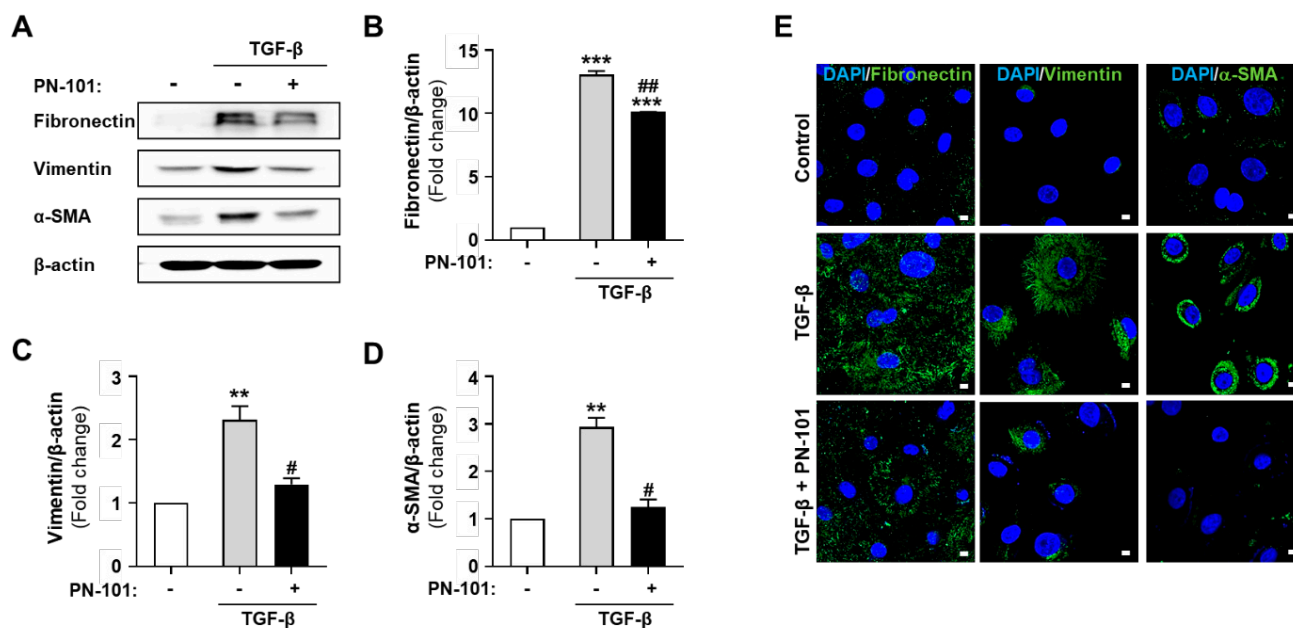 A
TGF-β
PN-101: - - +
Fibronectin
Vimentin
α-SMA
β-actin
B
Fibronectin/β-actin
(Fold change)
15
10
5
0
***
##
***
PN-101: - - +
TGF-β
C
Vimentin/β-actin
(Fold change)
3
2
1
0
**
#
PN-101: - - +
TGF-β
D
α-SMA/β-actin
(Fold change)
4
3
2
1
0
**
#
PN-101: - - +
TGF-β
E
DAPI/Fibronectin DAPI/Vimentin DAPI/α-SMA
Control
TGF-β
TGF-β + PN-101